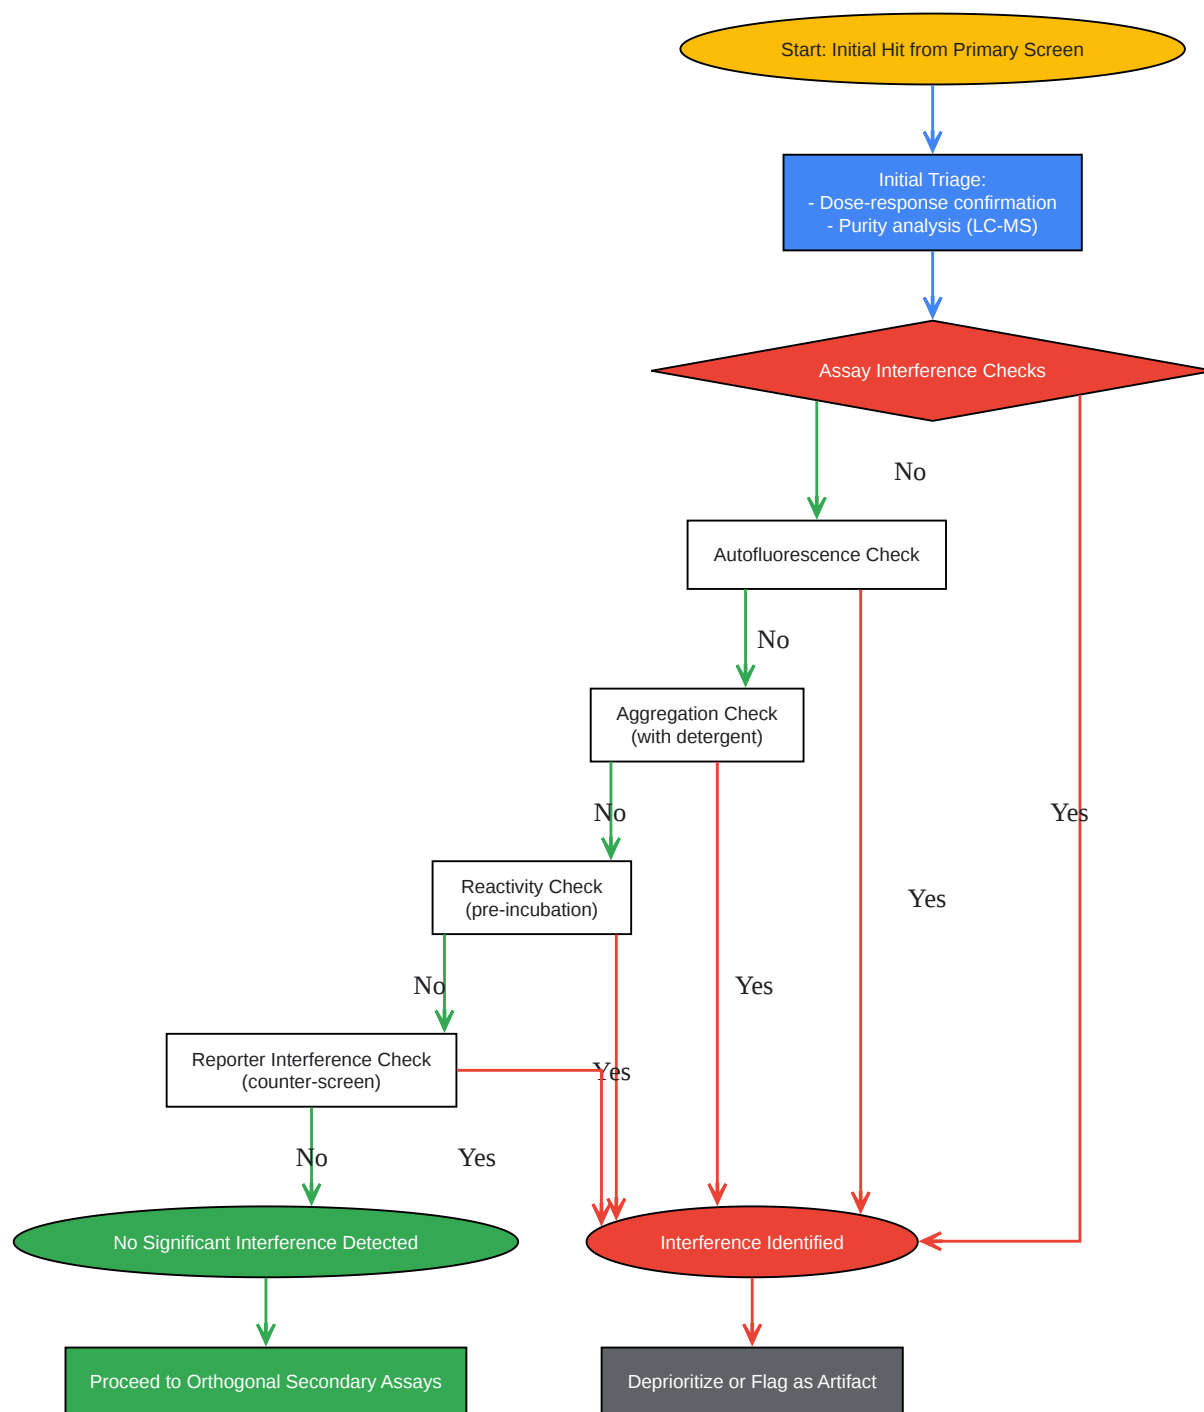 Start: Initial Hit from Primary Screen
Initial Triage:
- Dose-response confirmation
- Purity analysis (LC-MS)
Assay Interference Checks
No
Autofluorescence Check
No
Aggregation Check
(with detergent)
No
Yes
Reactivity Check
(pre-incubation)
Yes
No
Yes
Reporter Interference Check
(counter-screen)
Yes
No
Yes
No Significant Interference Detected
Interference Identified
Proceed to Orthogonal Secondary Assays
Deprioritize or Flag as Artifact